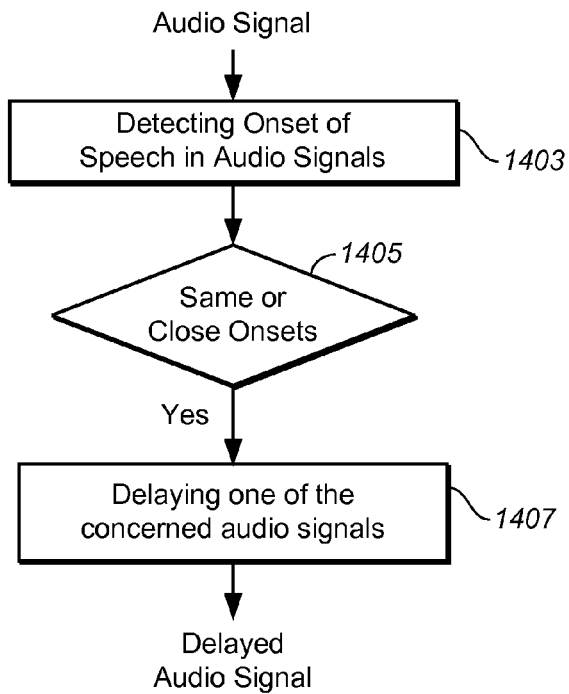 Audio Signal
Detecting Onset of
Speech in Audio Signals
1403
1405
Same or
Close Onsets
Yes
Delaying one of the
concerned audio signals
1407
Delayed
Audio Signal